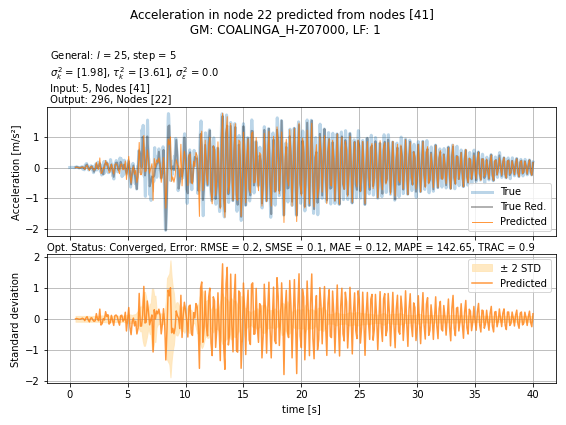 Acceleration in node 22 predicted from nodes [41]
GM: COALINGA_H-Z07000, LF: 1
General: l = 25, step = 5
σ²ₖ = [1.98], τ²ₖ = [3.61], σ²ε = 0.0
Input: 5, Nodes [41]
Output: 296, Nodes [22]
Acceleration [m/s²]
1
0
−1
−2
True
True Red.
Predicted
Opt. Status: Converged, Error: RMSE = 0.2, SMSE = 0.1, MAE = 0.12, MAPE = 142.65, TRAC = 0.9
Standard deviation
2
1
0
−1
−2
± 2 STD
Predicted
0 5 10 15 20 25 30 35 40
time [s]